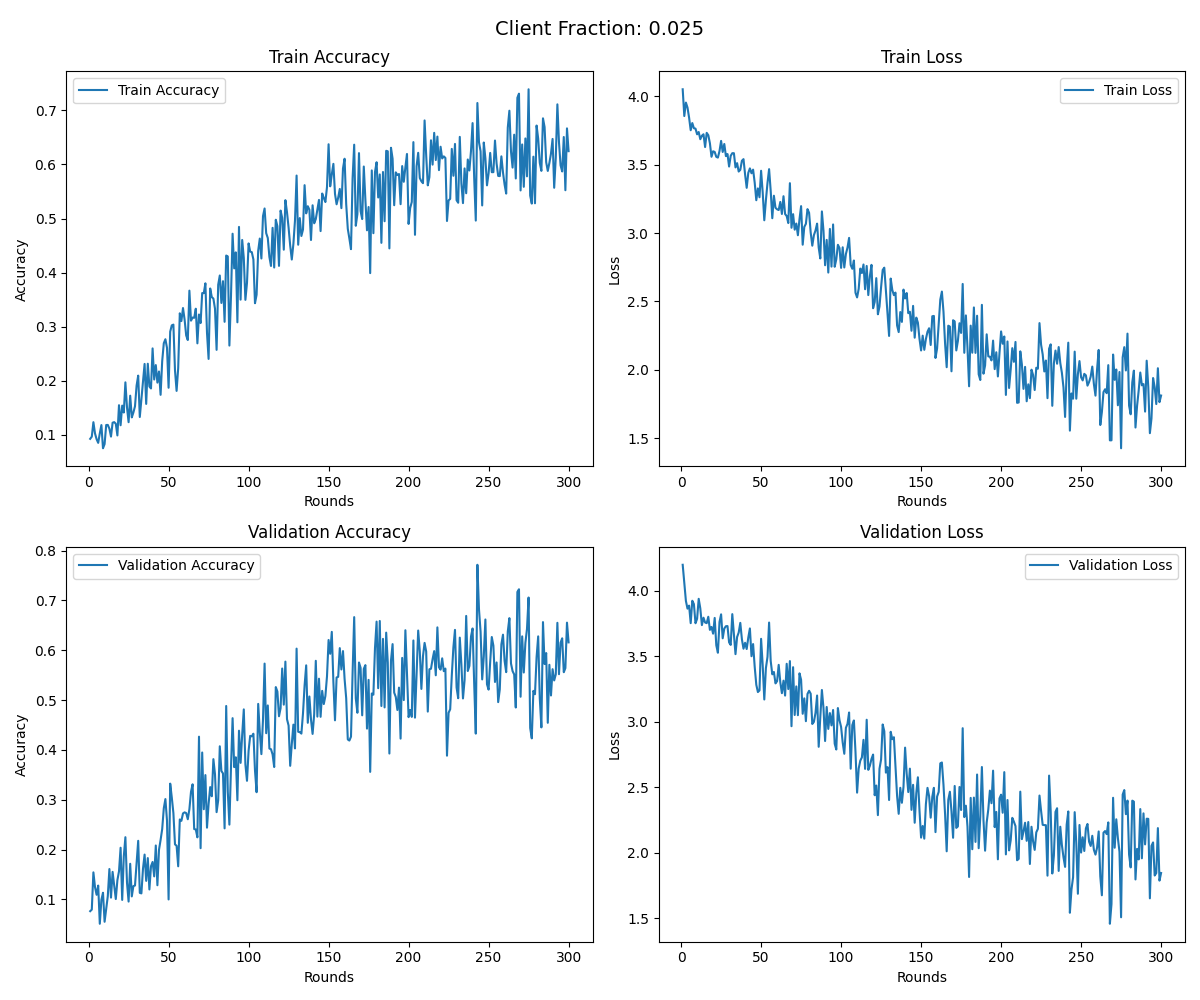 Client Fraction: 0.025
Train Accuracy
Train Accuracy
Accuracy
0.7
0.6
0.5
0.4
0.3
0.2
0.1
0 50 100 150 200 250 300
Rounds
Train Loss
Train Loss
Loss
4.0
3.5
3.0
2.5
2.0
1.5
0 50 100 150 200 250 300
Rounds
Validation Accuracy
Validation Accuracy
Accuracy
0.8
0.7
0.6
0.5
0.4
0.3
0.2
0.1
0 50 100 150 200 250 300
Rounds
Validation Loss
Validation Loss
Loss
4.0
3.5
3.0
2.5
2.0
1.5
0 50 100 150 200 250 300
Rounds